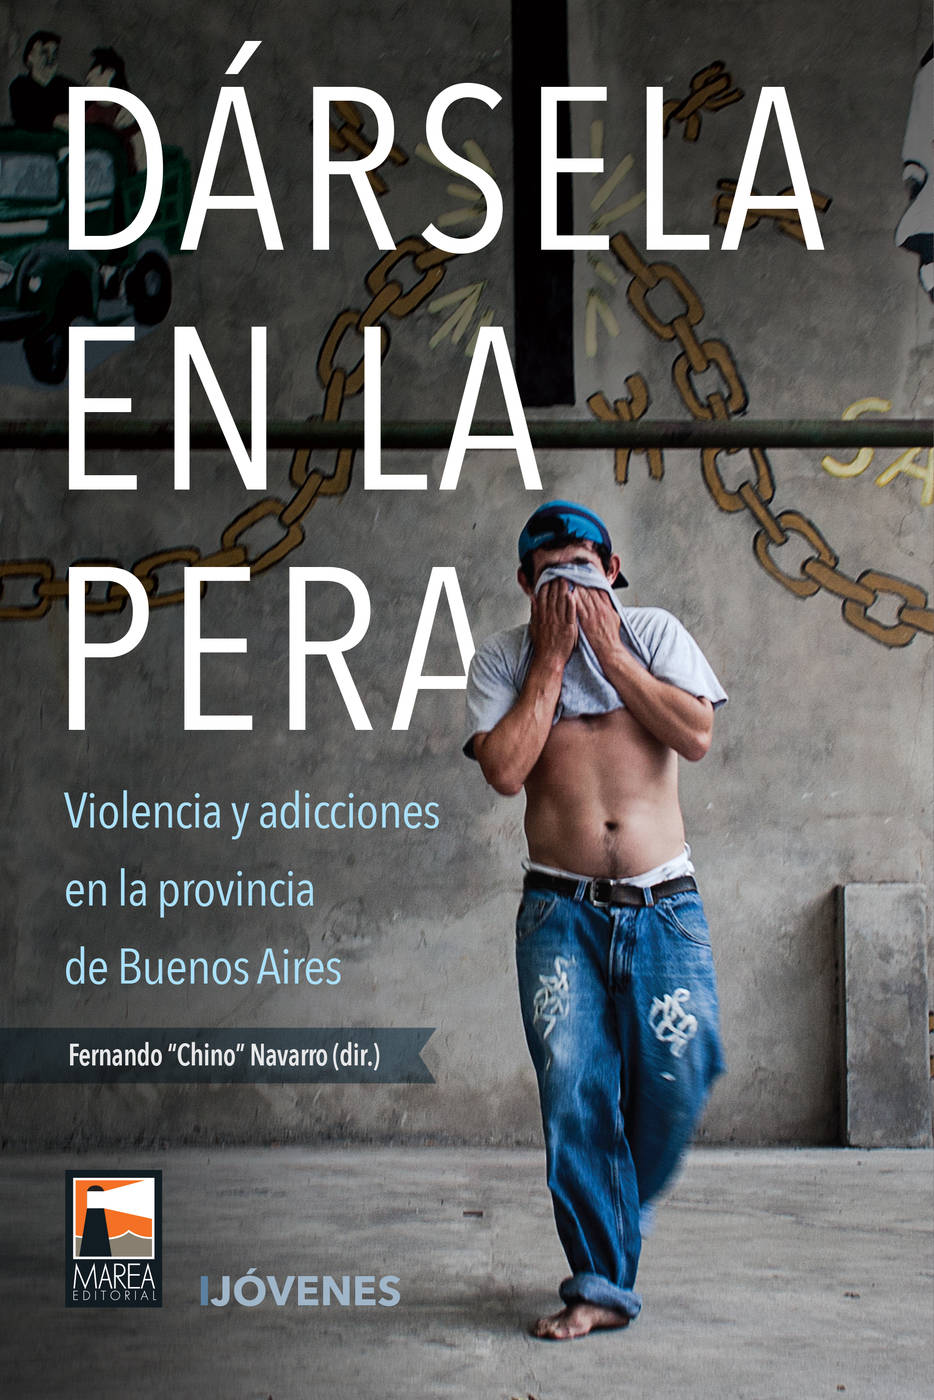 DÁRSELA
EN LA
PERA
Violencia y adicciones
en la provincia
de Buenos Aires
Fernando “Chino” Navarro (dir.)
MAREA
EDITORIAL
JÓVENES
SA